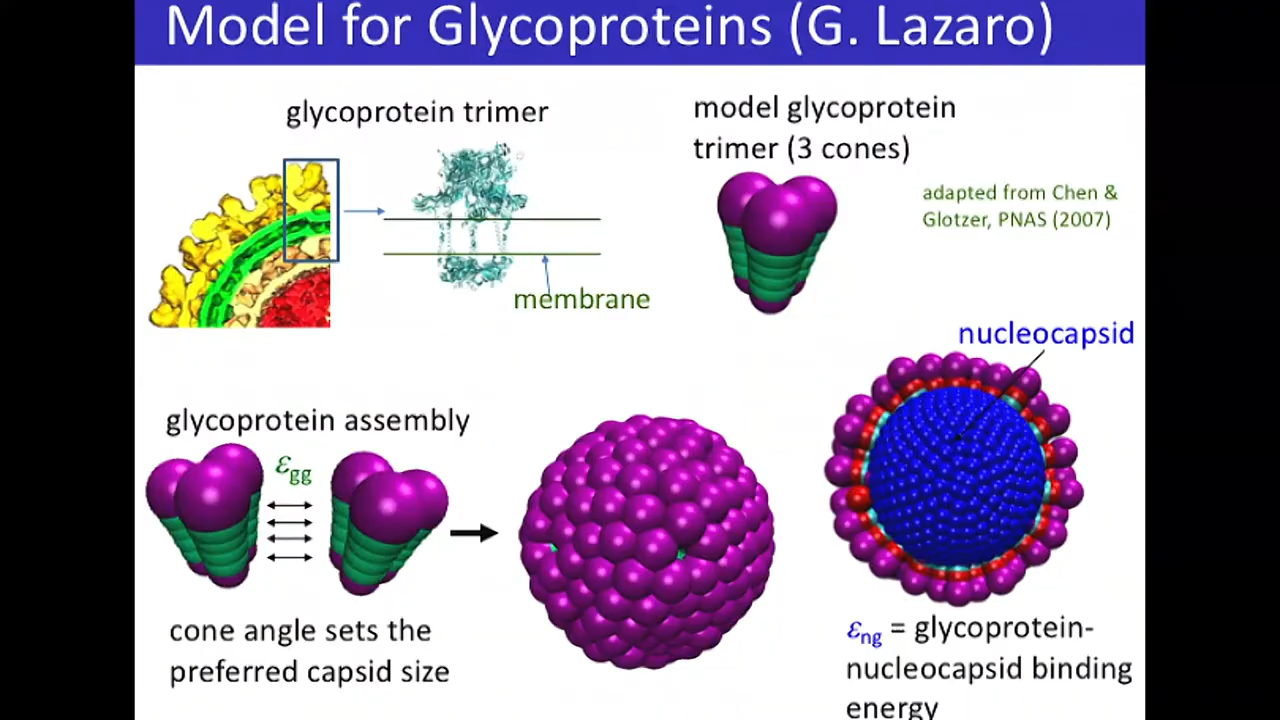 Model for Glycoproteins (G. Lazaro)
glycoprotein trimer
membrane
model glycoprotein
trimer (3 cones)
adapted from Chen &
Glotzer, PNAS (2007)
nucleocapsid
glycoprotein assembly
εgg
cone angle sets the
preferred capsid size
εng = glycoprotein-
nucleocapsid binding
energy